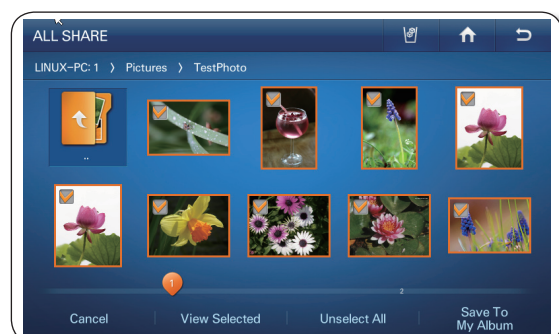 ALL SHARE
LINUX-PC: 1 > Pictures > TestPhoto
..
1
2
Cancel
View Selected
Unselect All
Save To
My Album